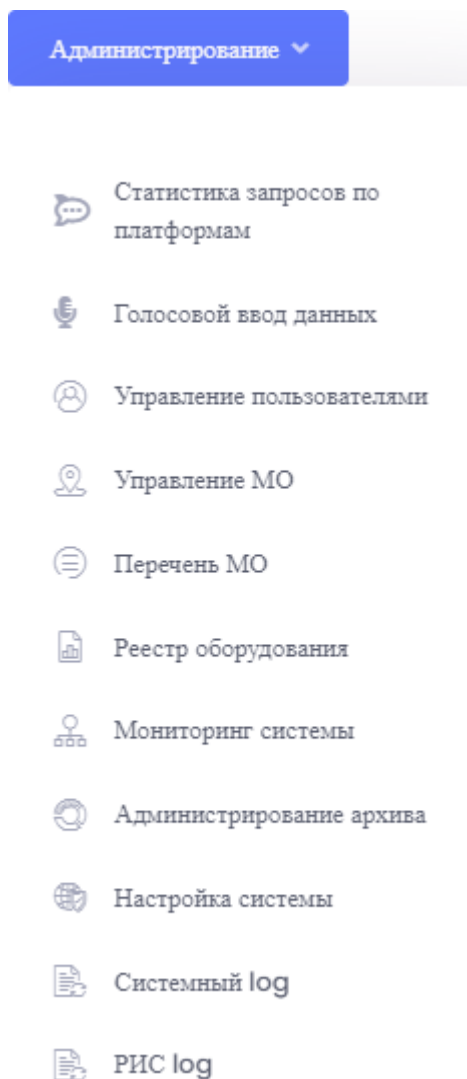 Администрирование
Статистика запросов по
платформам
Голосовой ввод данных
Управление пользователями
Управление МО
Перечень МО
Реестр оборудования
Мониторинг системы
Администрирование архива
Настройка системы
Системный log
РИС log